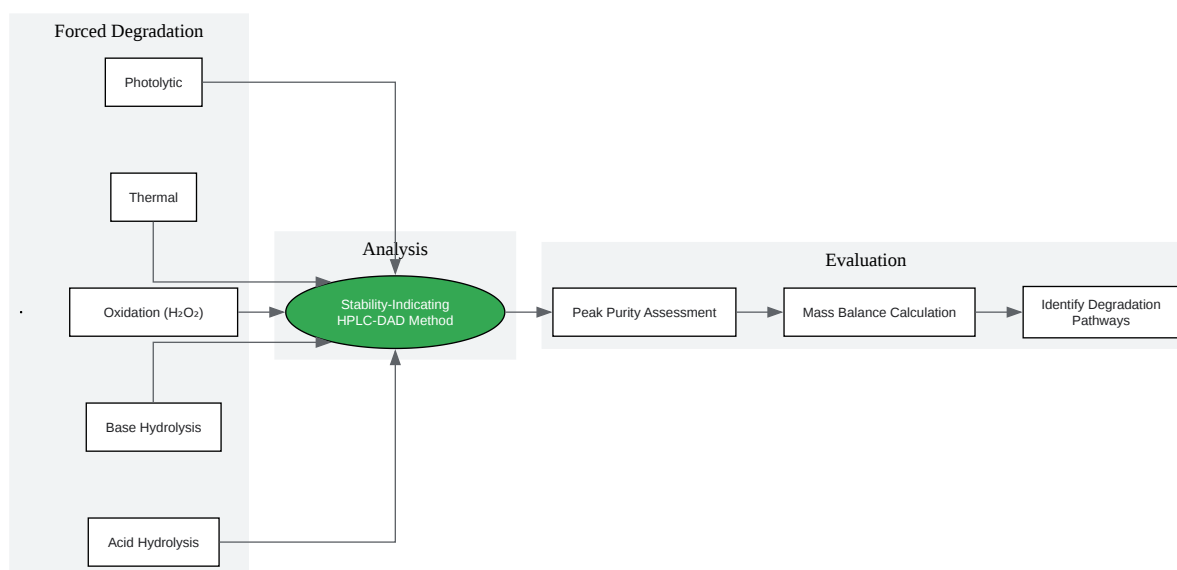 Forced Degradation
Photolytic
Thermal
Oxidation (H₂O₂)
Base Hydrolysis
Acid Hydrolysis
Analysis
Stability-Indicating
HPLC-DAD Method
Evaluation
Peak Purity Assessment
Mass Balance Calculation
Identify Degradation
Pathways